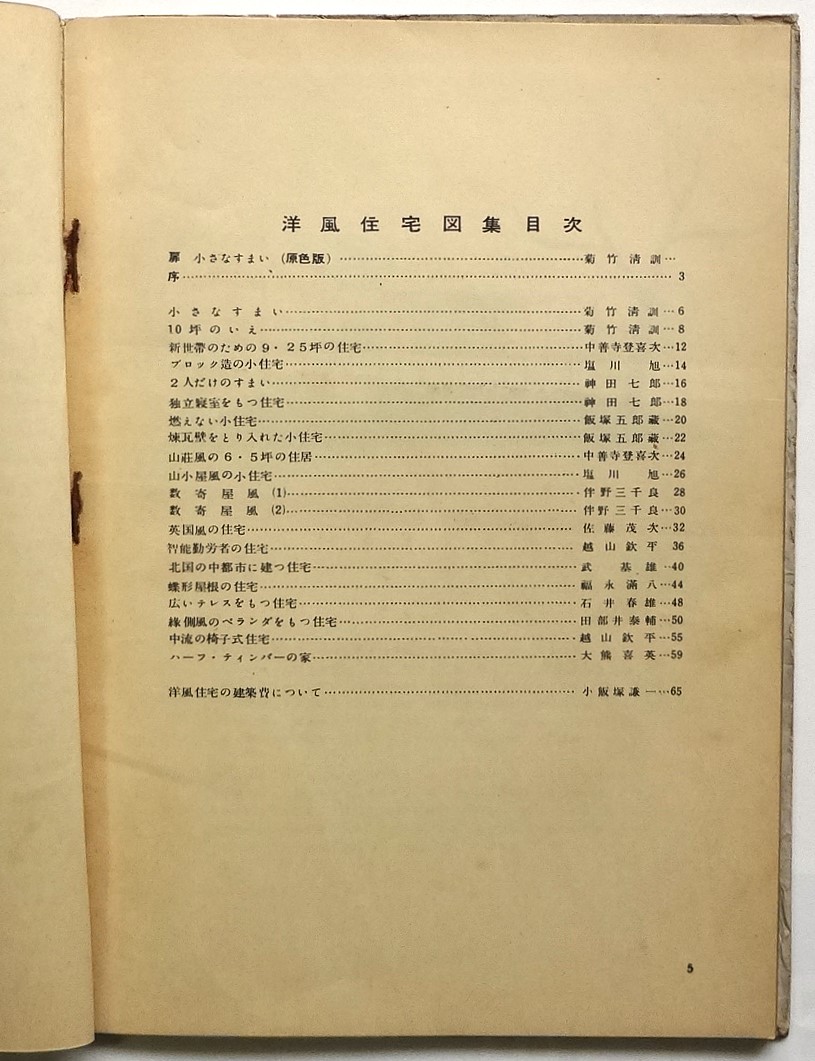 洋風住宅図集目次
扉 小さなすまい (原色版) ……菊竹清訓…
序……3
小さなすまい……菊竹清訓…6
10坪のいえ……菊竹清訓…8
新世帯のための9・25坪の住宅……中善寺登喜次…12
ブロック造の小住宅……塩川 旭…14
2人だけのすまい……神田七郎…16
独立寝室をもつ住宅……神田七郎…18
燃えない小住宅……飯塚五郎蔵…20
煉瓦壁をとり入れた小住宅……飯塚五郎蔵…22
山荘風の6・5坪の住居……中善寺登喜次…24
山小屋風の小住宅……塩川 旭…26
数寄屋風 (1)……伴野三千良 28
数寄屋風 (2)……伴野三千良…30
英国風の住宅……佐藤茂次…32
智能勤労者の住宅……越山欽平 36
北国の中都市に建つ住宅……武 基雄…40
蝶形屋根の住宅……福永満八…44
広いテレスをもつ住宅……石井春雄…48
縁側風のベランダをもつ住宅……田部井泰輔…50
中流の椅子式住宅……越山欽平…55
ハーフ・ティンバーの家……大熊喜英…59
洋風住宅の建築費について……小飯塚謙一…65
5